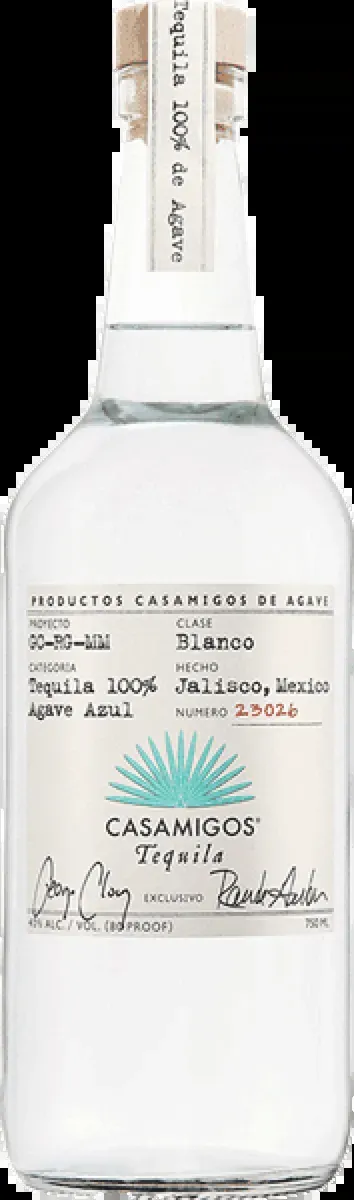 Tequila 100% de Agave
PRODUCTOS CASAMIGOS DE AGAVE
PROYECTO CLASE
GC-RG-MM Blanco
CATEGORIA HECHO
Tequila 100% Jalisco, Mexico
Agave Azul NUMERO 23026
CASAMIGOS®
Tequila
EXCLUSIVO
40% ALC. / VOL. (80 PROOF) 750 ML